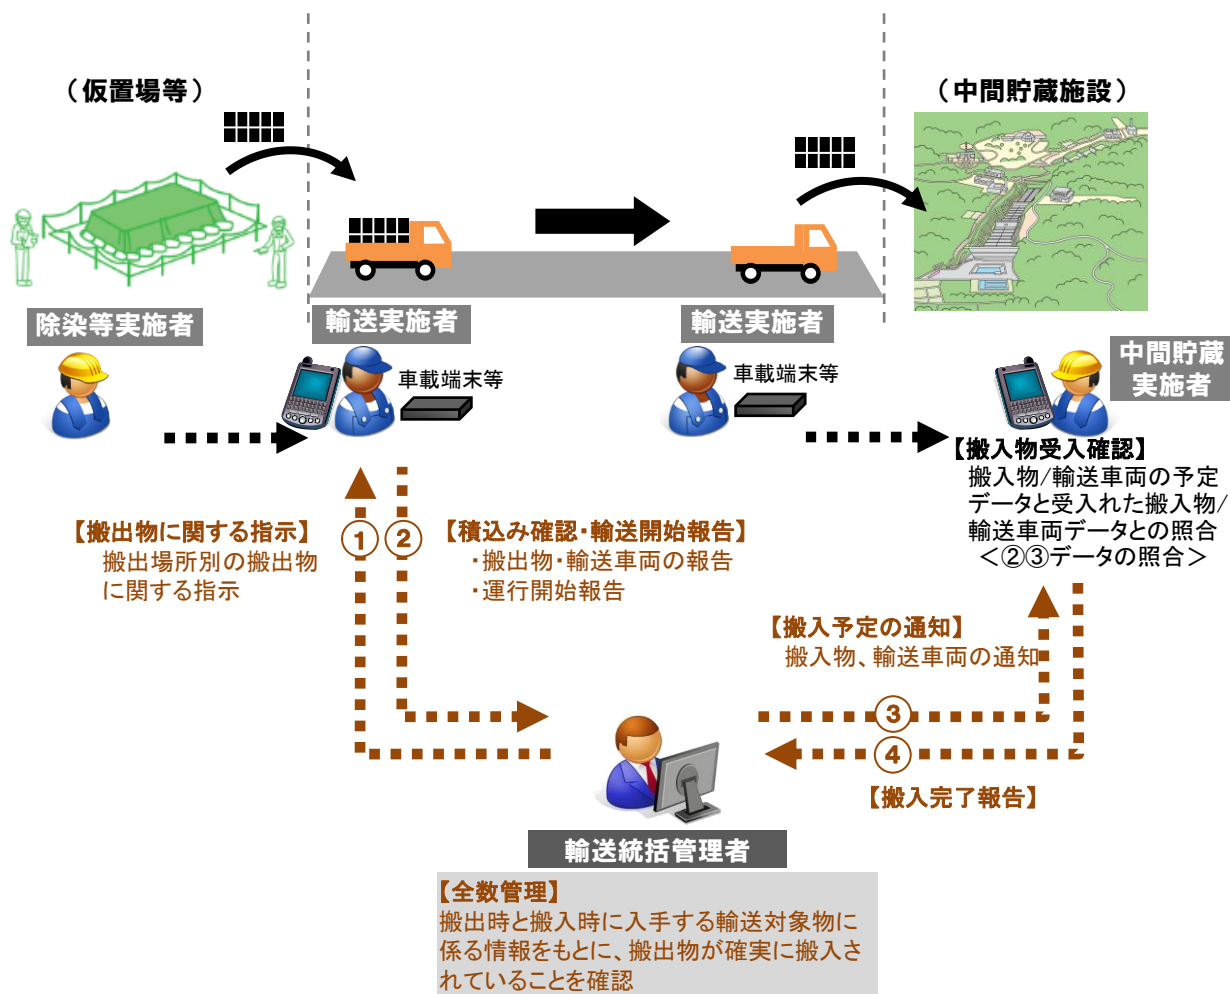 （仮置場等）
（中間貯蔵施設）
除染等実施者
輸送実施者
輸送実施者
中間貯蔵
実施者
車載端末等
車載端末等
【搬入物受入確認】
搬入物/輸送車両の予定
データと受入れた搬入物/
輸送車両データとの照合
＜②③データの照合＞
【搬出物に関する指示】
搬出場所別の搬出物
に関する指示
①
②
【積込み確認・輸送開始報告】
・搬出物・輸送車両の報告
・運行開始報告
【搬入予定の通知】
搬入物、輸送車両の通知
③
④
【搬入完了報告】
輸送統括管理者
【全数管理】
搬出時と搬入時に入手する輸送対象物に
係る情報をもとに、搬出物が確実に搬入さ
れていることを確認